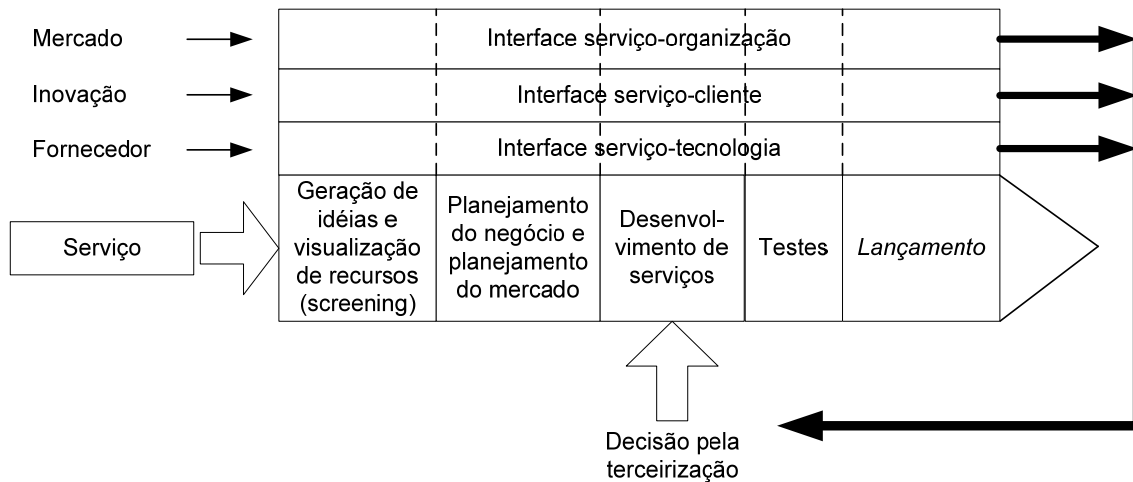 Mercado
Interface serviço-organização
Inovação
Interface serviço-cliente
Fornecedor
Interface serviço-tecnologia
Serviço
Geração de
idéias e
visualização
de recursos
(screening)
Planejamento
do negócio e
planejamento
do mercado
Desenvol-
vimento de
serviços
Testes
Lançamento
Decisão pela
terceirização